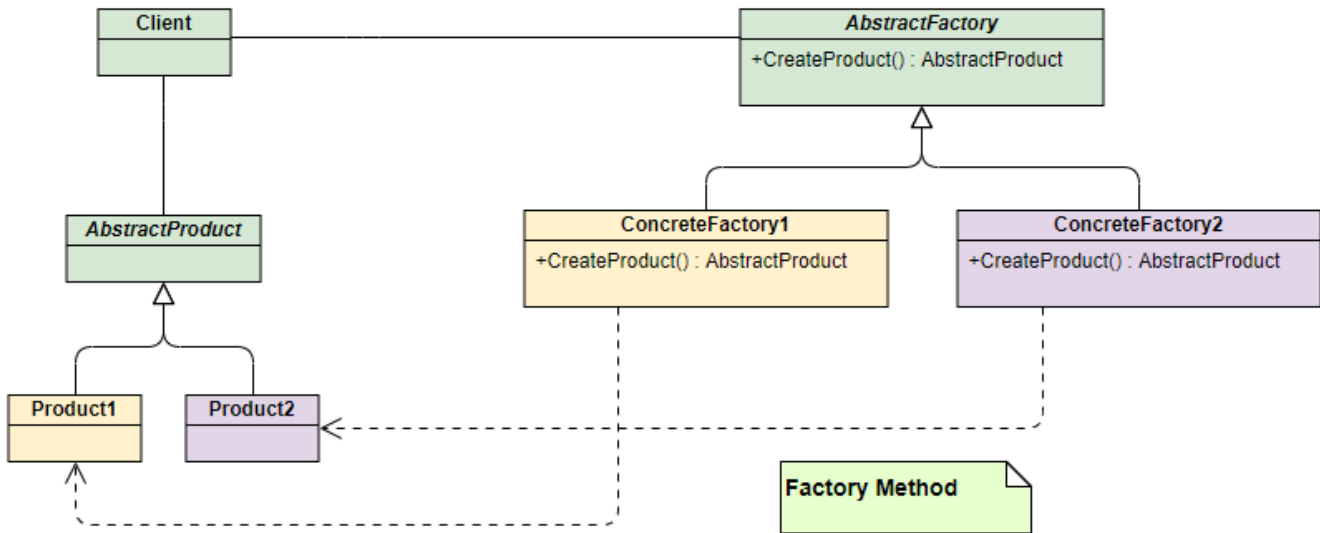 Client
AbstractFactory
+CreateProduct() : AbstractProduct
AbstractProduct
ConcreteFactory1
+CreateProduct() : AbstractProduct
ConcreteFactory2
+CreateProduct() : AbstractProduct
Product1
Product2
Factory Method